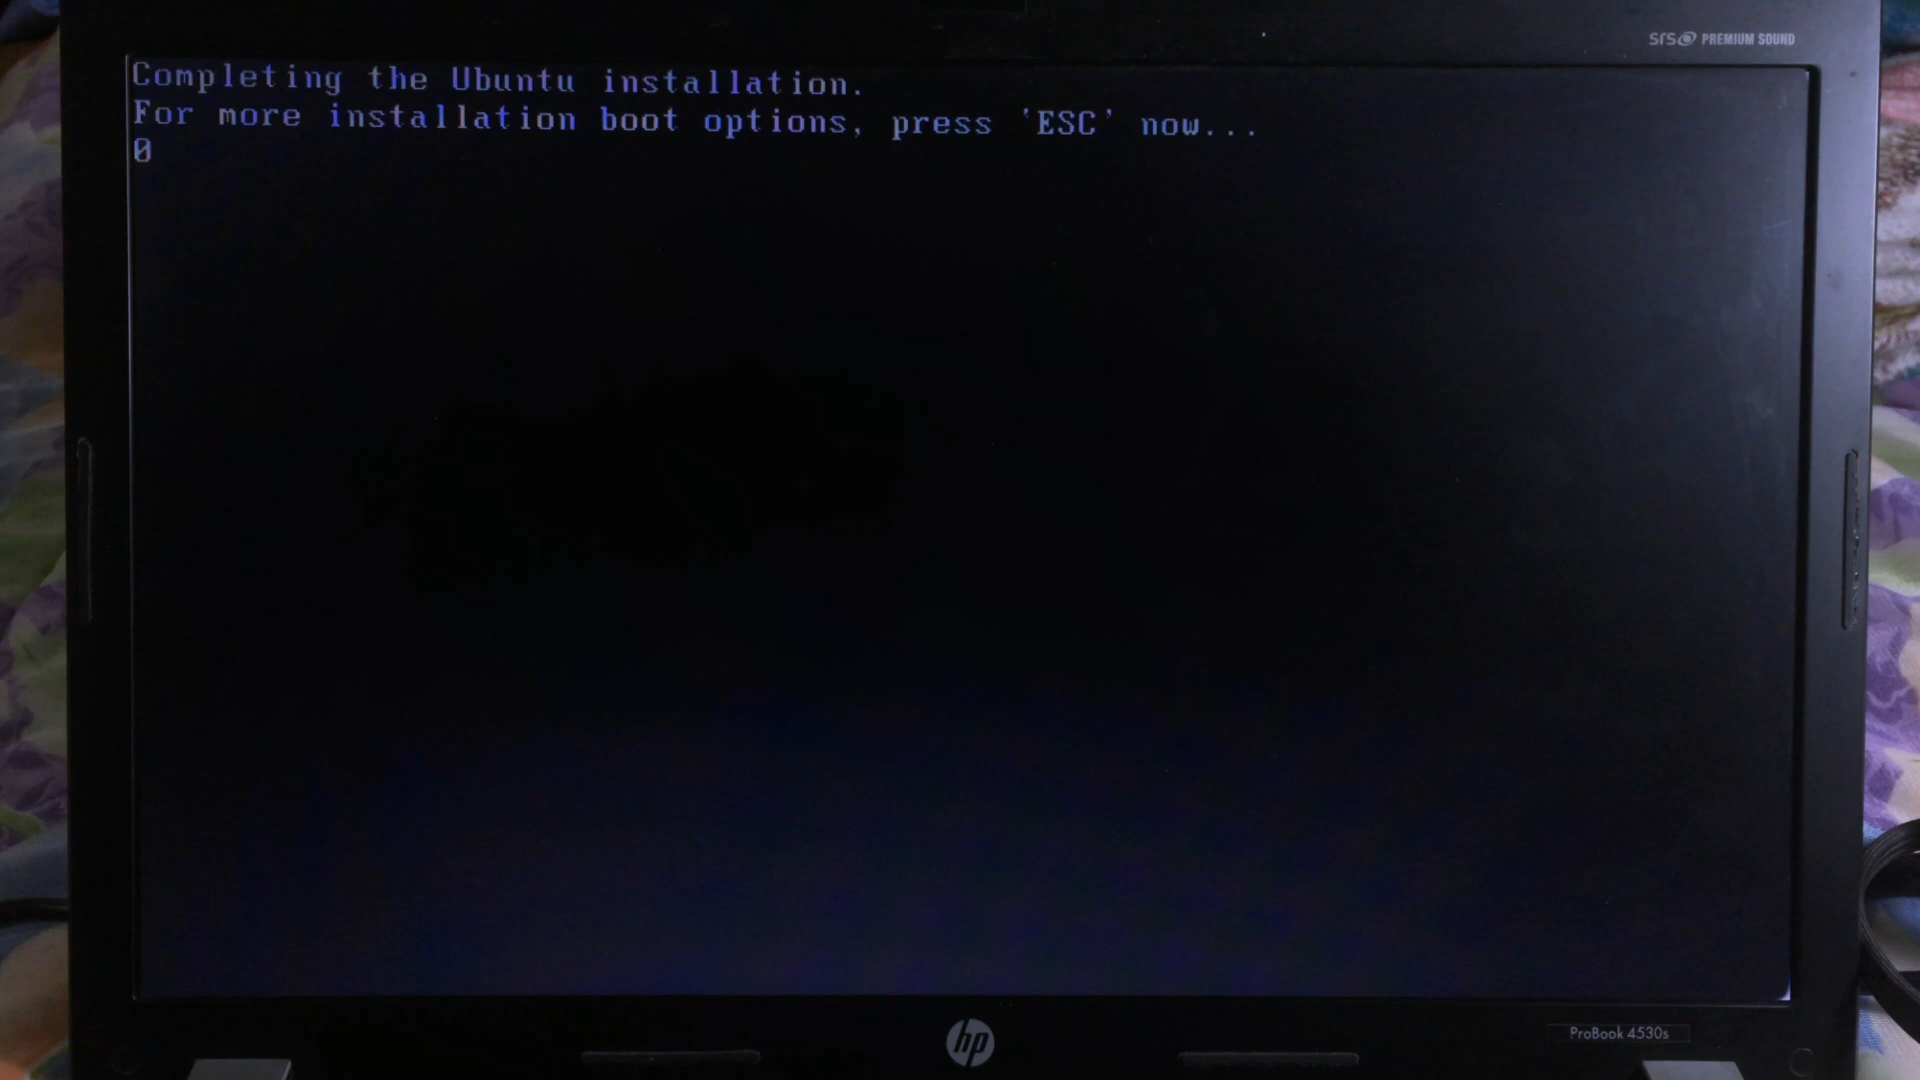 SRS PREMIUM SOUND
Completing the Ubuntu installation.
For more installation boot options, press 'ESC' now...
0
hp
ProBook 4530s